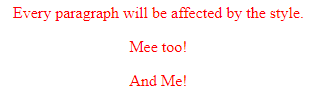 Every paragraph will be affected by the style.
Mee too!
And Me!